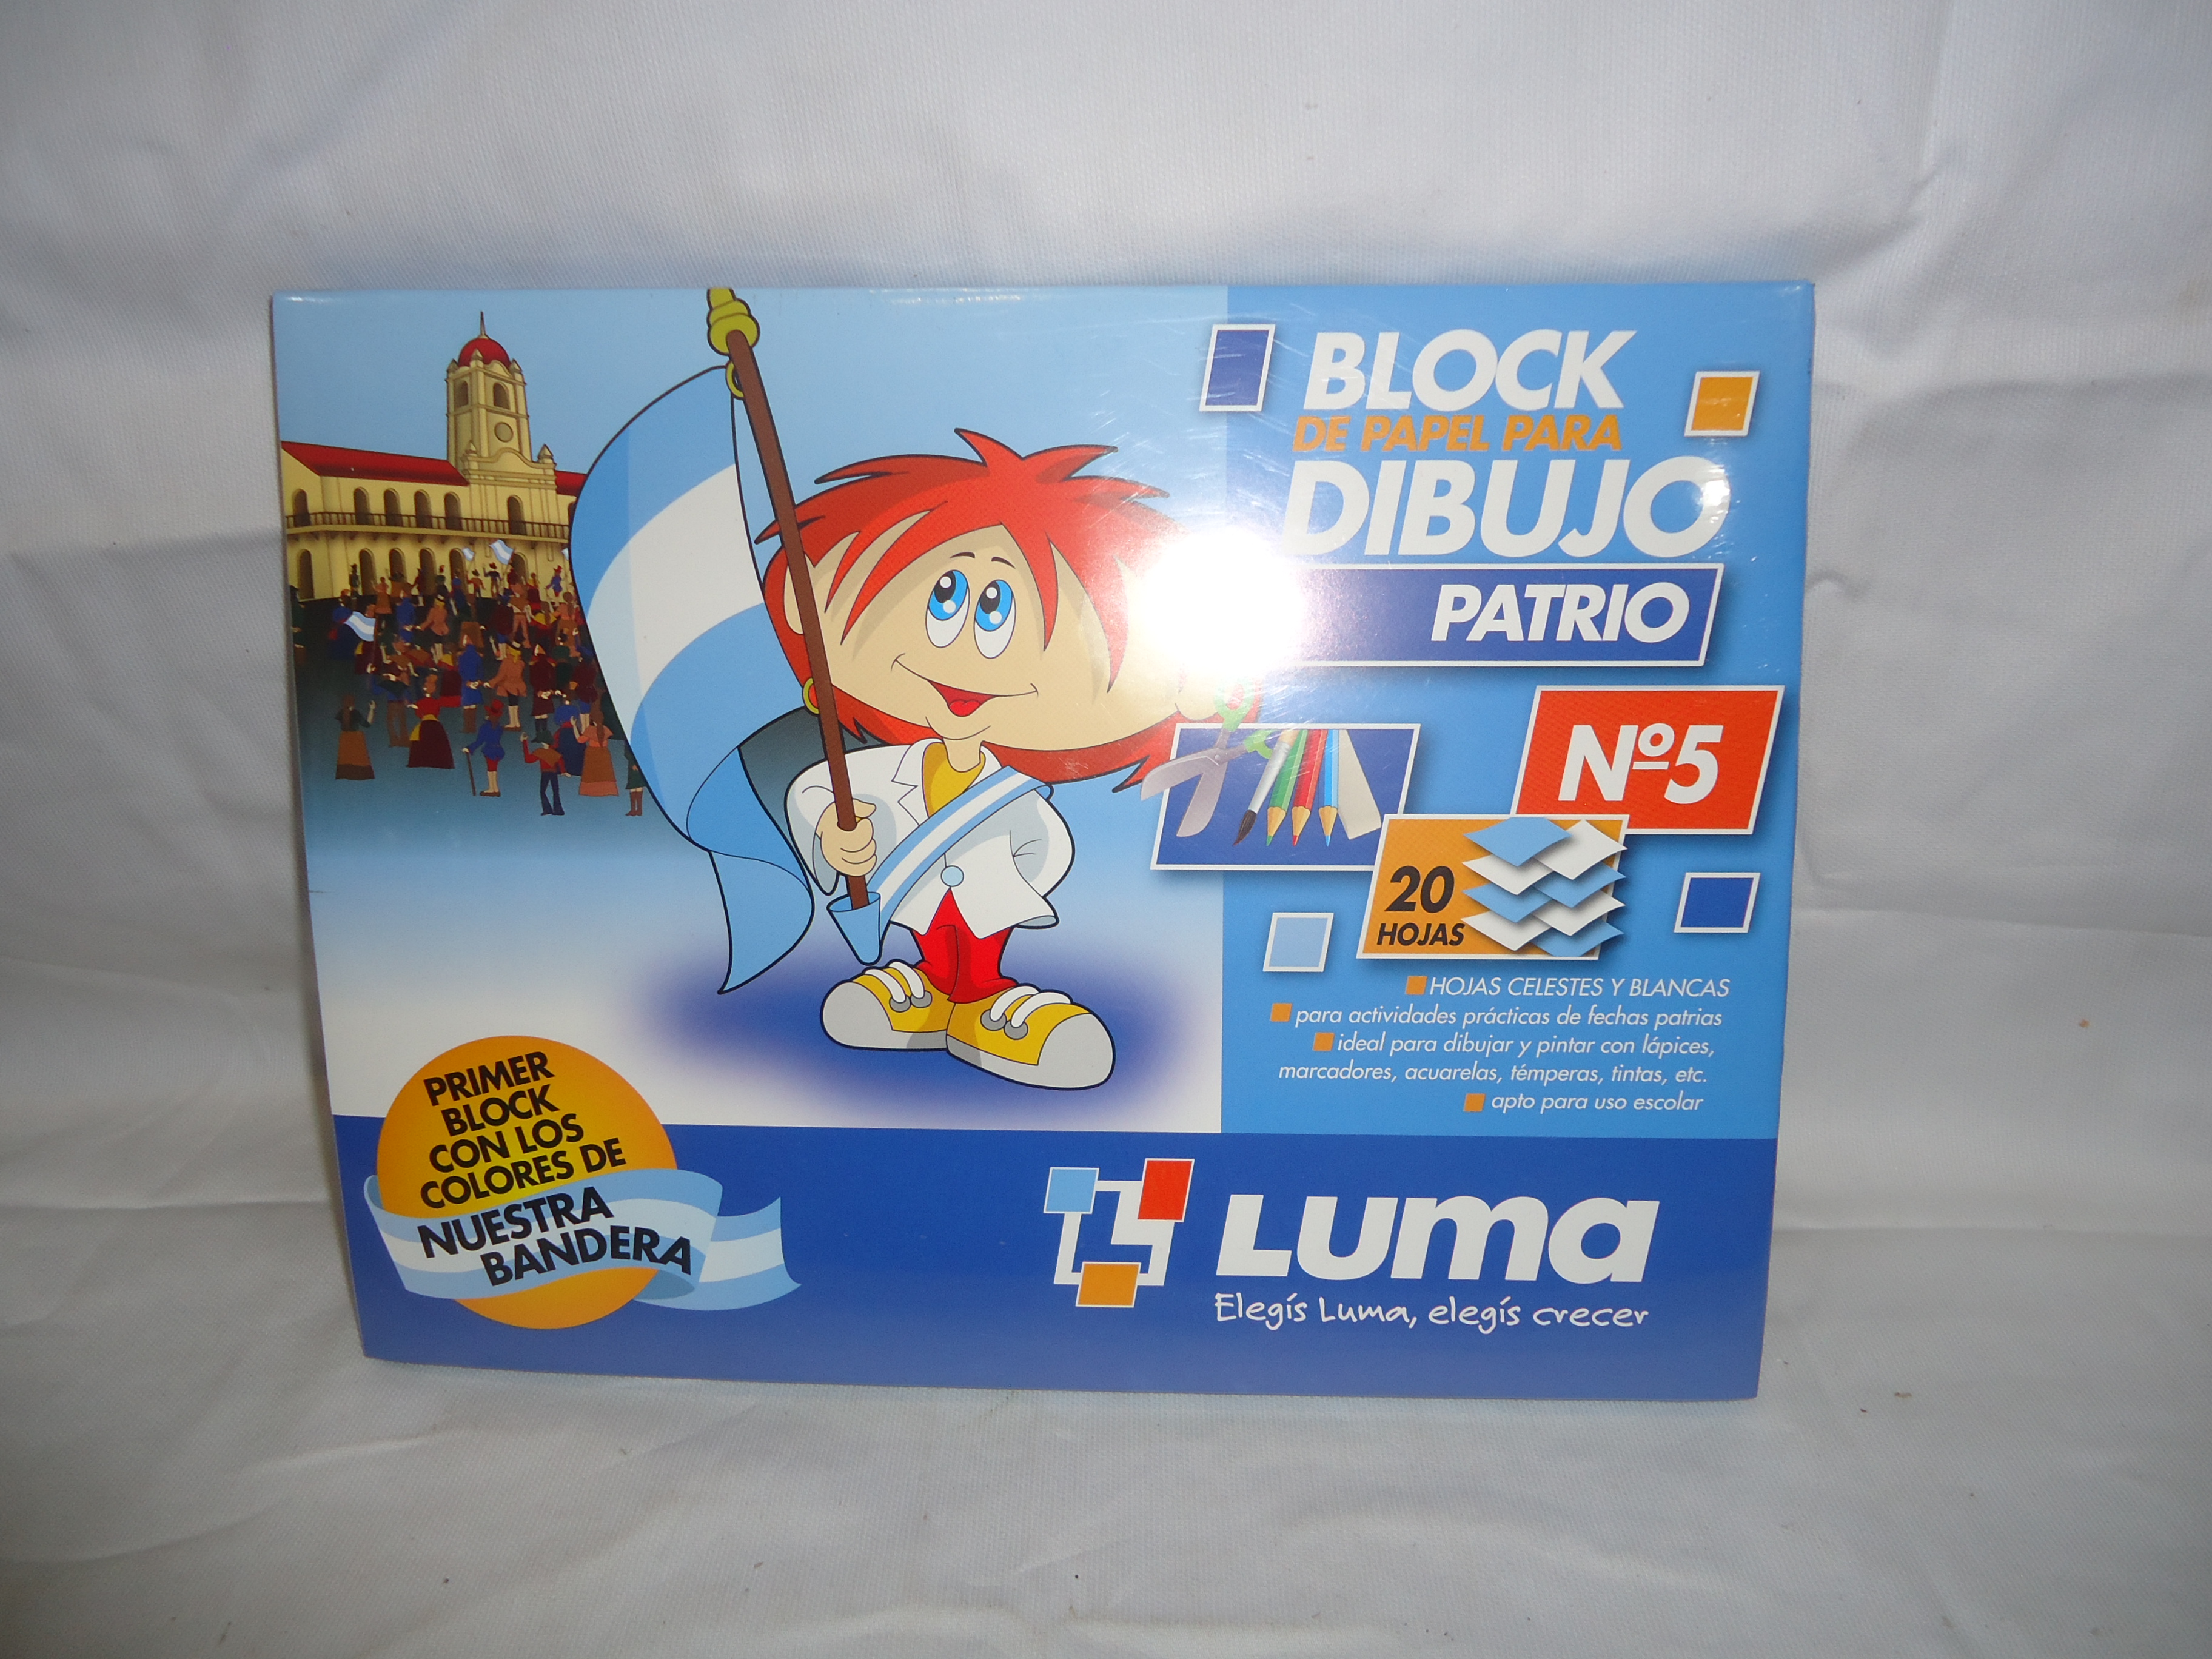 BLOCK
DE PAPEL PARA
DIBUJO
PATRIO
Nº5
20
HOJAS
HOJAS CELESTES Y BLANCAS
para actividades prácticas de fechas patrias
ideal para dibujar y pintar con lápices,
marcadores, acuarelas, témperas, tintas, etc.
apto para uso escolar
PRIMER
BLOCK
CON LOS
COLORES DE
NUESTRA
BANDERA
Luma
Elegís Luma, elegís crecer